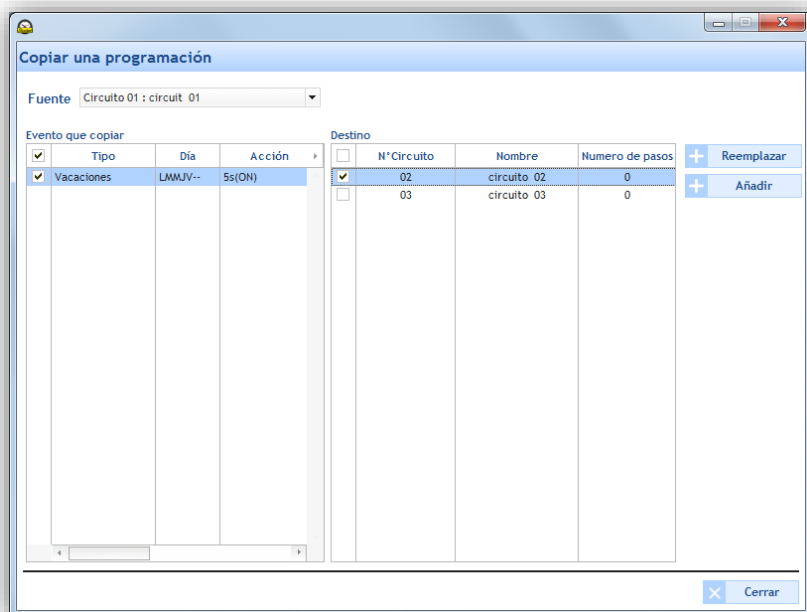 Copiar una programación
Fuente Circuito 01 : circuit 01
Evento que copiar
Tipo Día Acción
Vacaciones LMMJV-- 5s(ON)
Destino
N°Circuito Nombre Numero de pasos
02 circuito 02 0
03 circuito 03 0
Reemplazar
Añadir
Cerrar